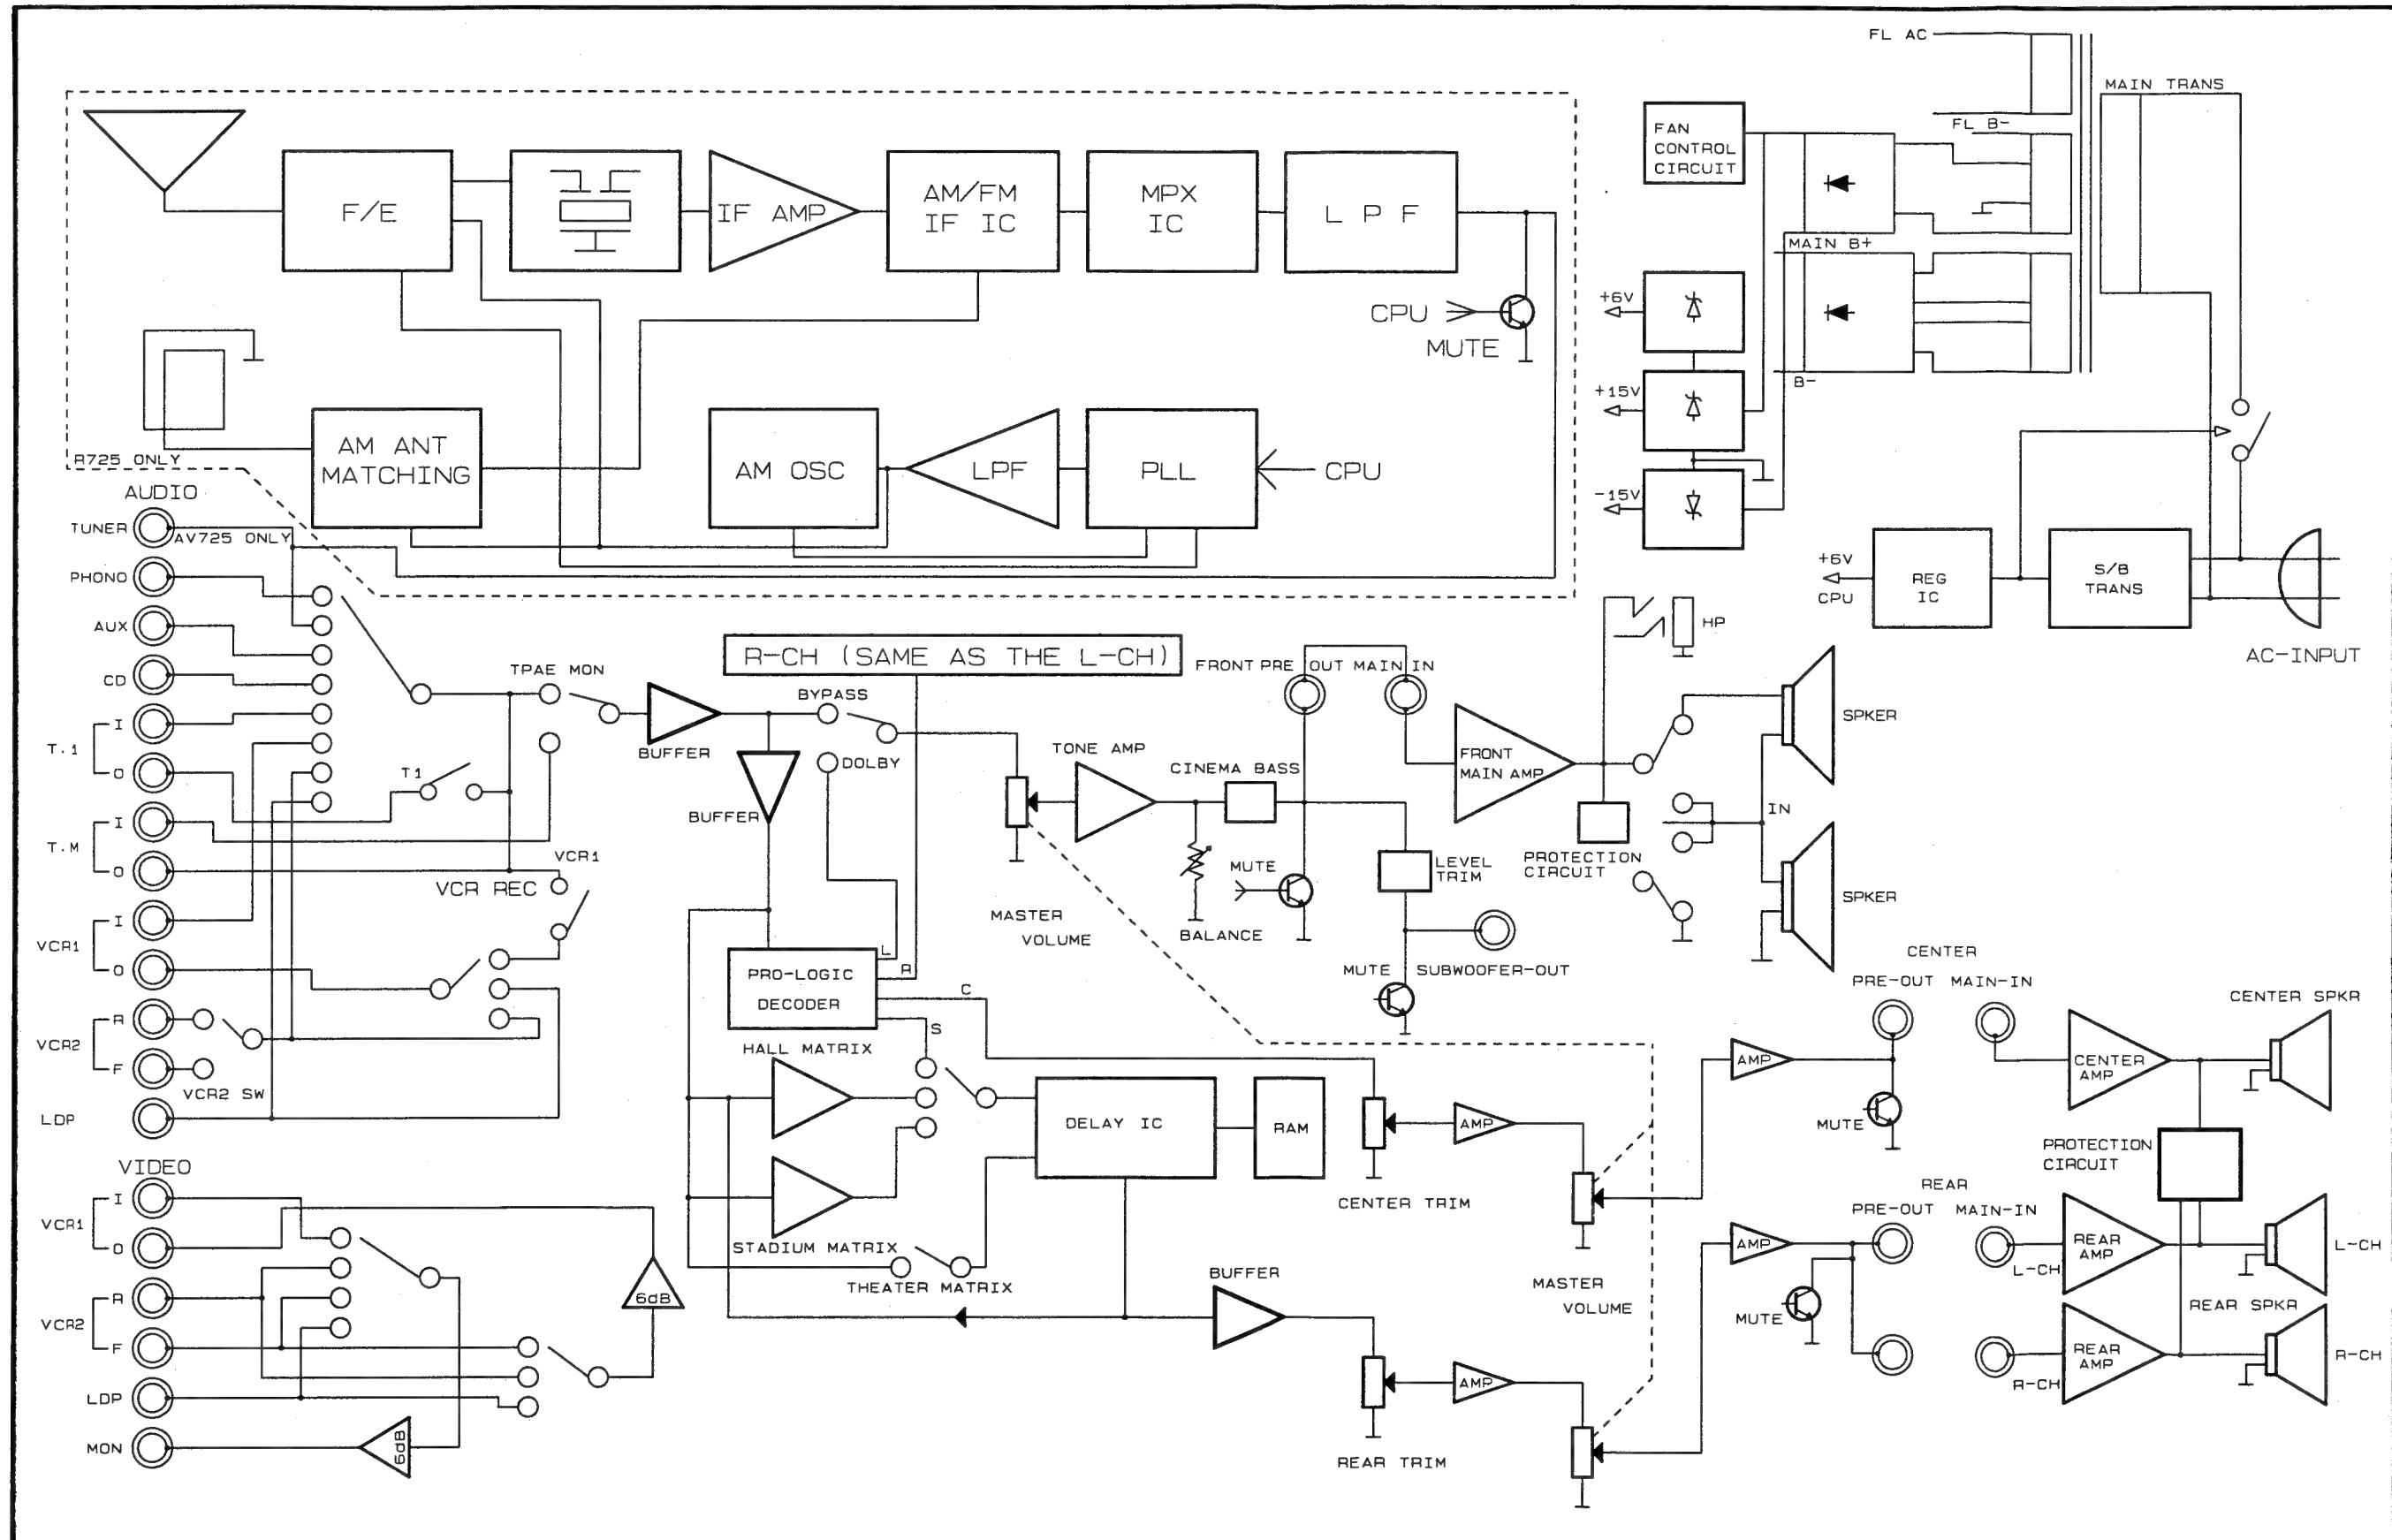 FL AC
MAIN TRANS
FL B-
FAN
CONTROL
CIRCUIT
MAIN B+
B-
F/E
IF AMP
AM/FM
IF IC
MPX
IC
L P F
CPU
MUTE
+6V
+15V
-15V
AM ANT
MATCHING
AM OSC
LPF
PLL
CPU
R725 ONLY
AUDIO
TUNER
AV725 ONLY
PHONO
AUX
CD
I
T.1
O
I
T.M
O
I
VCR1
O
R
VCR2
F
LDP
T1
TPAE MON
VCR1
VCR REC
VCR2 SW
+6V
CPU
REG
IC
S/B
TRANS
AC-INPUT
R-CH (SAME AS THE L-CH)
BUFFER
BUFFER
BYPASS
DOLBY
TONE AMP
CINEMA BASS
FRONT PRE OUT MAIN IN
HP
FRONT
MAIN AMP
SPKER
IN
SPKER
MASTER
VOLUME
BALANCE
MUTE
LEVEL
TRIM
PROTECTION
CIRCUIT
MUTE
SUBWOOFER-OUT
PRO-LOGIC
DECODER
L
R
C
S
HALL MATRIX
STADIUM MATRIX
THEATER MATRIX
DELAY IC
RAM
CENTER TRIM
AMP
BUFFER
REAR TRIM
AMP
MASTER
VOLUME
AMP
AMP
CENTER
PRE-OUT MAIN-IN
MUTE
CENTER
AMP
CENTER SPKR
PROTECTION
CIRCUIT
REAR
PRE-OUT MAIN-IN
MUTE
REAR
AMP
L-CH
L-CH
REAR SPKR
REAR
AMP
R-CH
R-CH
VIDEO
I
VCR1
O
R
VCR2
F
LDP
MON
6dB
6dB